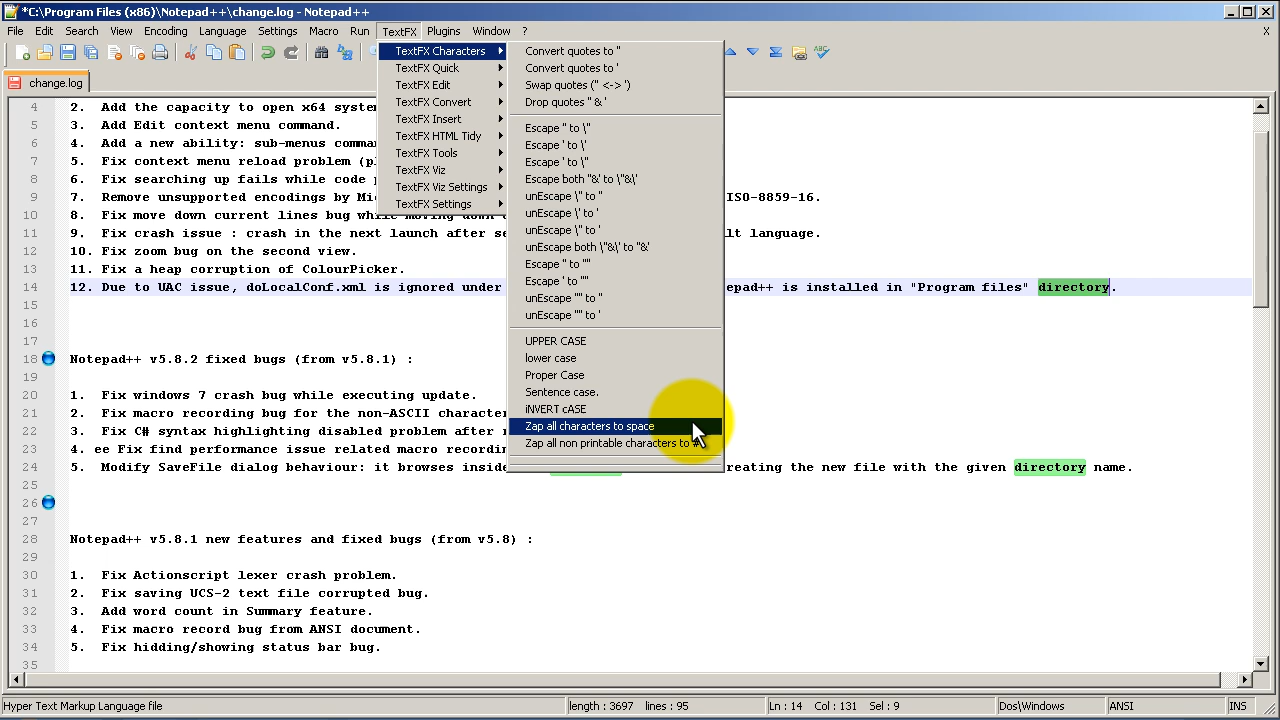 *C:\Program Files (x86)\Notepad++\change.log - Notepad++
File Edit Search View Encoding Language Settings Macro Run TextFX Plugins Window ? X
change.log
TextFX Characters
TextFX Quick
TextFX Edit
TextFX Convert
TextFX Insert
TextFX HTML Tidy
TextFX Tools
TextFX Viz
TextFX Viz Settings
TextFX Settings
Convert quotes to "
Convert quotes to '
Swap quotes (" <-> ')
Drop quotes " & '
Escape " to \"
Escape ' to \'
Escape ' to \"
Escape both "&' to \"&\'
unEscape \" to "
unEscape \' to '
unEscape \" to '
unEscape both \"&\' to "&'
Escape " to ""
Escape ' to ""
unEscape "" to "
unEscape "" to '
UPPER CASE
lower case
Proper Case
Sentence case.
iNVERT cASE
Zap all characters to space
Zap all non printable characters to #
4 2. Add the capacity to open x64 system
5 3. Add Edit context menu command.
6 4. Add a new ability: sub-menus
7 5. Fix context menu reload problem
8 6. Fix searching up fails while code
9 7. Remove unsupported encodings by ISO-8859-16.
10 8. Fix move down current lines bug while moving down
11 9. Fix crash issue : crash in the next launch after language.
12 10. Fix zoom bug on the second view.
13 11. Fix a heap corruption of ColourPicker.
14 12. Due to UAC issue, doLocalConf.xml is ignored under epad++ is installed in "Program files" directory.
15
16
17
18 Notepad++ v5.8.2 fixed bugs (from v5.8.1) :
19
20 1. Fix windows 7 crash bug while executing update.
21 2. Fix macro recording bug for the non-ASCII character
22 3. Fix C# syntax highlighting disabled problem after
23 4. ee Fix find performance issue related macro recordin
24 5. Modify SaveFile dialog behaviour: it browses inside reating the new file with the given directory name.
25
26
27
28 Notepad++ v5.8.1 new features and fixed bugs (from v5.8) :
29
30 1. Fix Actionscript lexer crash problem.
31 2. Fix saving UCS-2 text file corrupted bug.
32 3. Add word count in Summary feature.
33 4. Fix macro record bug from ANSI document.
34 5. Fix hidding/showing status bar bug.
35
Hyper Text Markup Language file length : 3697 lines : 95 Ln : 14 Col : 131 Sel : 9 Dos\Windows ANSI INS